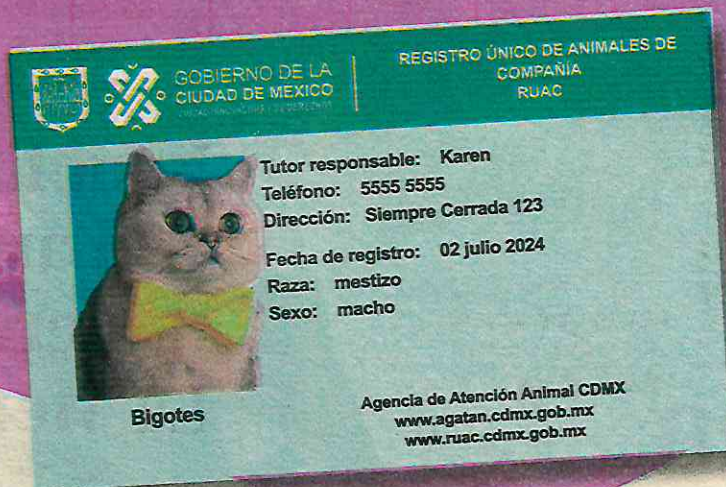 GOBIERNO DE LA
CIUDAD DE MÉXICO
REGISTRO ÚNICO DE ANIMALES DE
COMPAÑÍA
RUAC
Tutor responsable: Karen
Teléfono: 5555 5555
Dirección: Siempre Cerrada 123
Fecha de registro: 02 julio 2024
Raza: mestizo
Sexo: macho
Bigotes
Agencia de Atención Animal CDMX
www.agatan.cdmx.gob.mx
www.ruac.cdmx.gob.mx